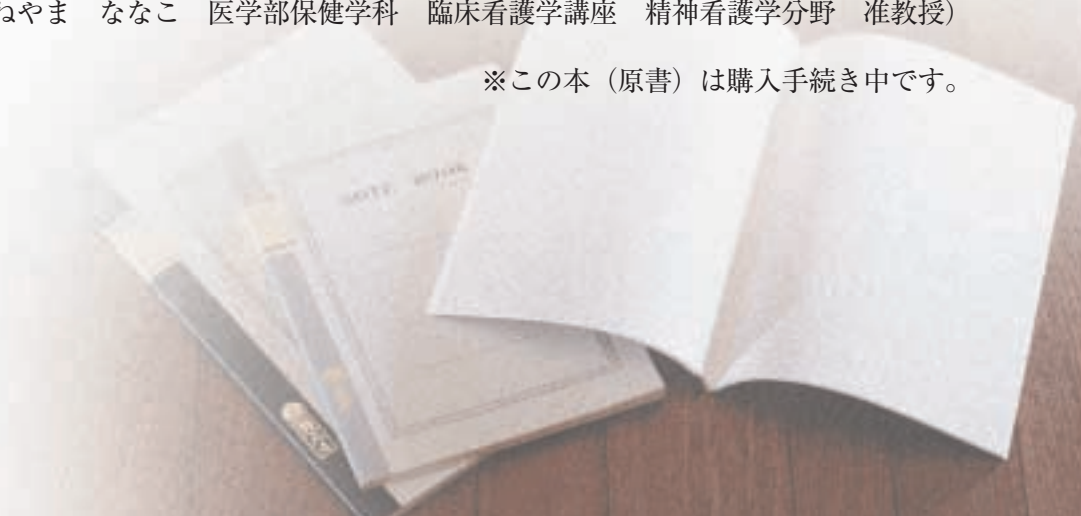 ねやま　ななこ　医学部保健学科　臨床看護学講座　精神看護学分野　准教授）
※この本（原書）は購入手続き中です。
NOTE BOOK